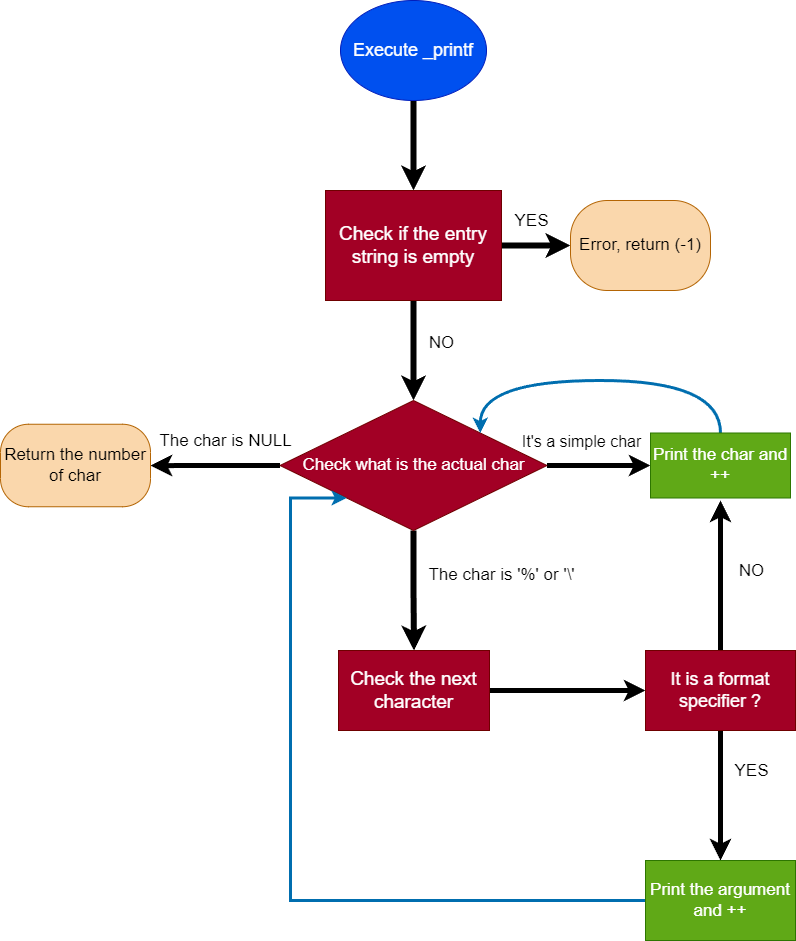 Execute _printf
Check if the entry
string is empty
YES
Error, return (-1)
NO
The char is NULL
Return the number
of char
Check what is the actual char
It's a simple char
Print the char and
++
The char is '%' or '\'
NO
Check the next
character
It is a format
specifier ?
YES
Print the argument
and ++